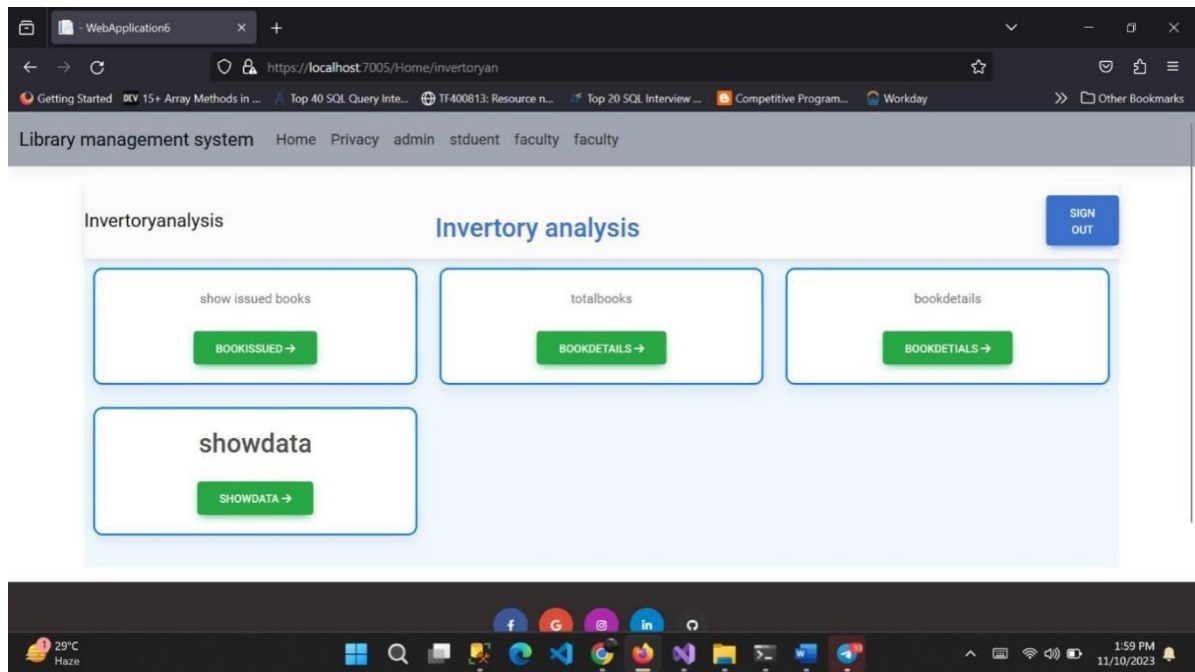 - WebApplication6
https://localhost:7005/Home/invertoryan
Getting Started DEV 15+ Array Methods in ... Top 40 SQL Query Inte... TF400813: Resource n... Top 20 SQL Interview ... Competitive Program... Workday Other Bookmarks
Library management system Home Privacy admin stduent faculty faculty
Invertoryanalysis
Invertory analysis
SIGN
OUT
show issued books totalbooks bookdetails
BOOKISSUED → BOOKDETAILS → BOOKDETIALS →
showdata
SHOWDATA →
f G in
1 29°C
Haze
1:59 PM
11/10/2023